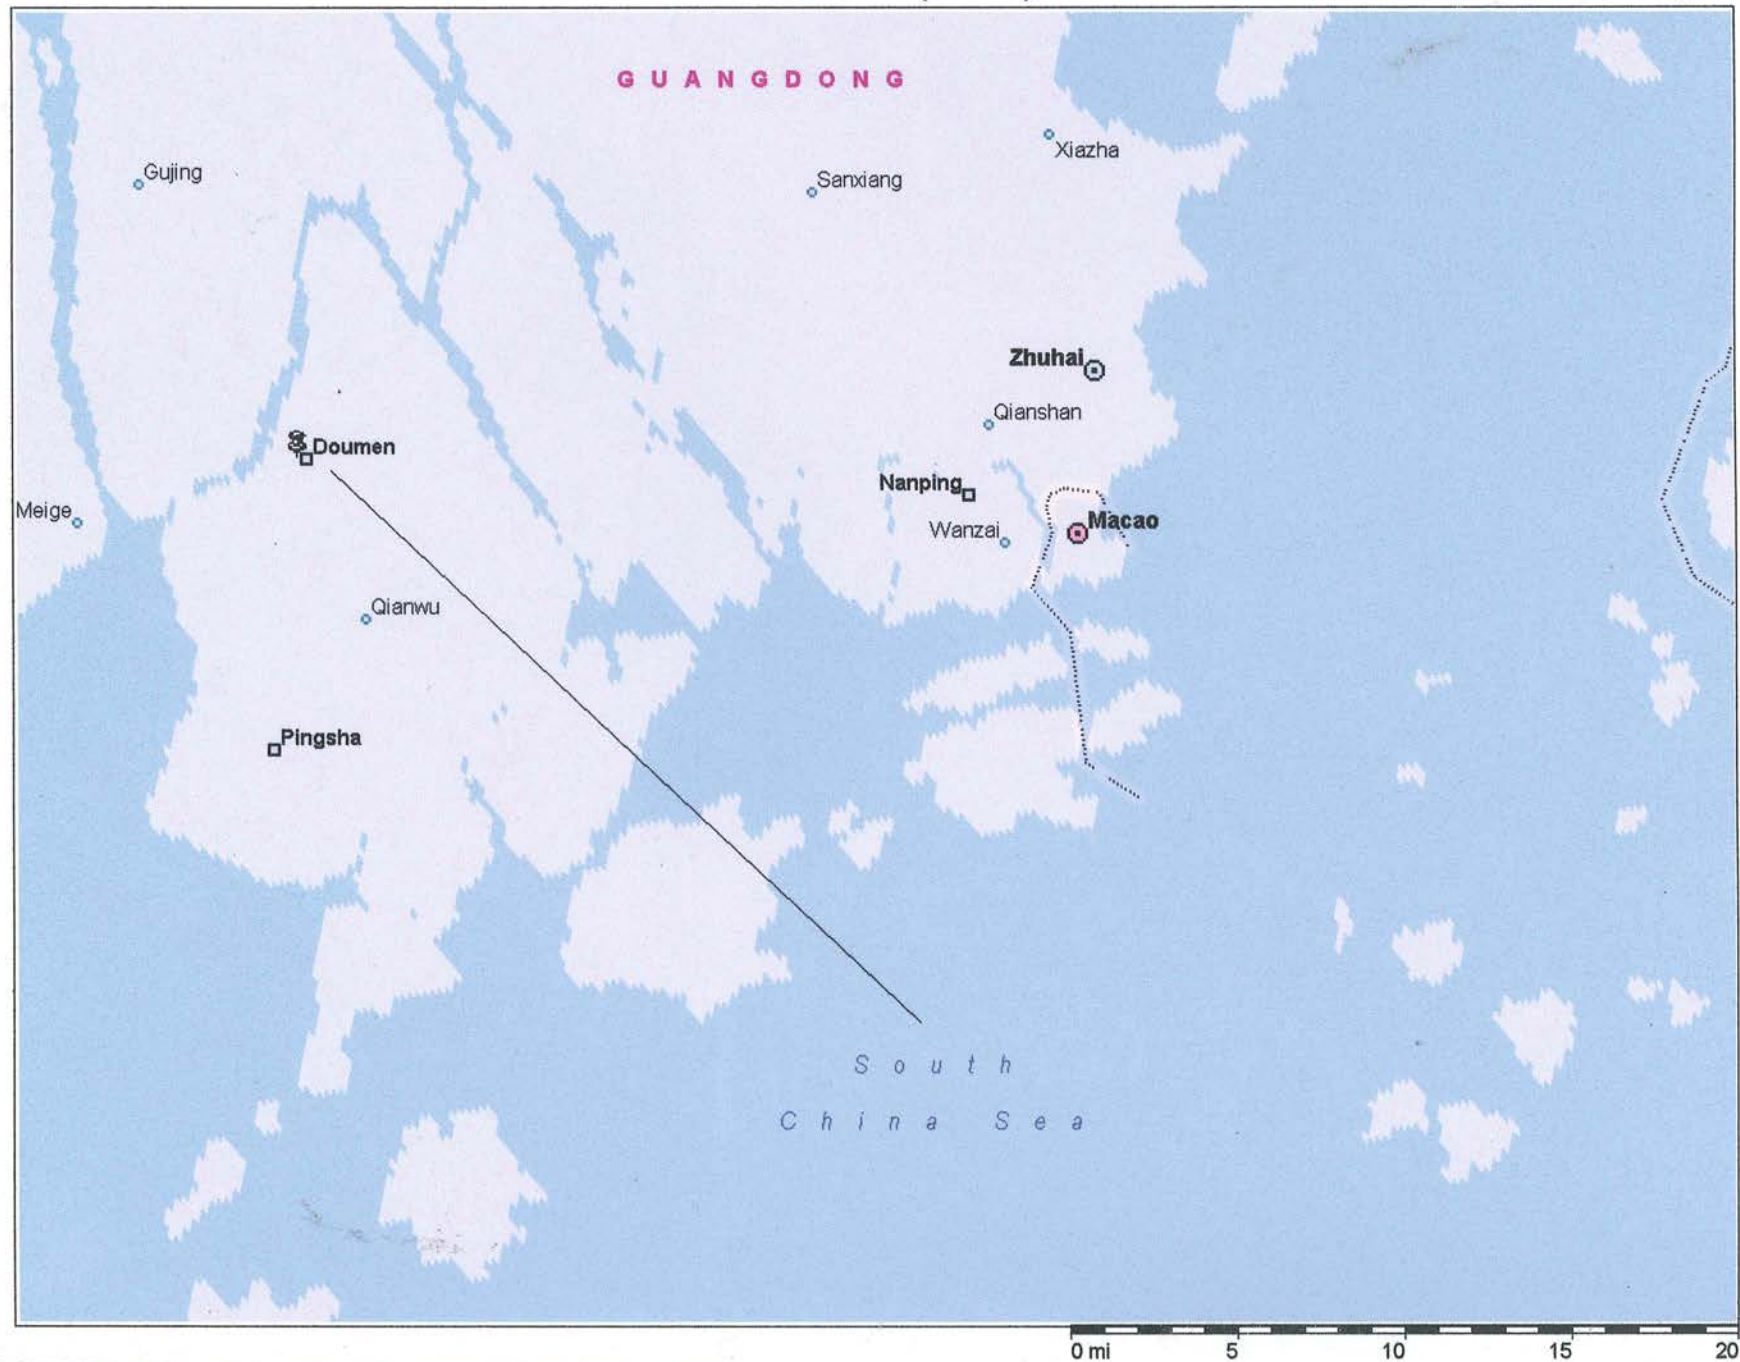 GUANGDONG
Xiazha
Gujing
Sanxiang
Zhuhai
Qianshan
Doumen
Nanping
Meige
Macao
Wanzai
Qianwu
Pingsha
South
China Sea
0 mi 5 10 15 20